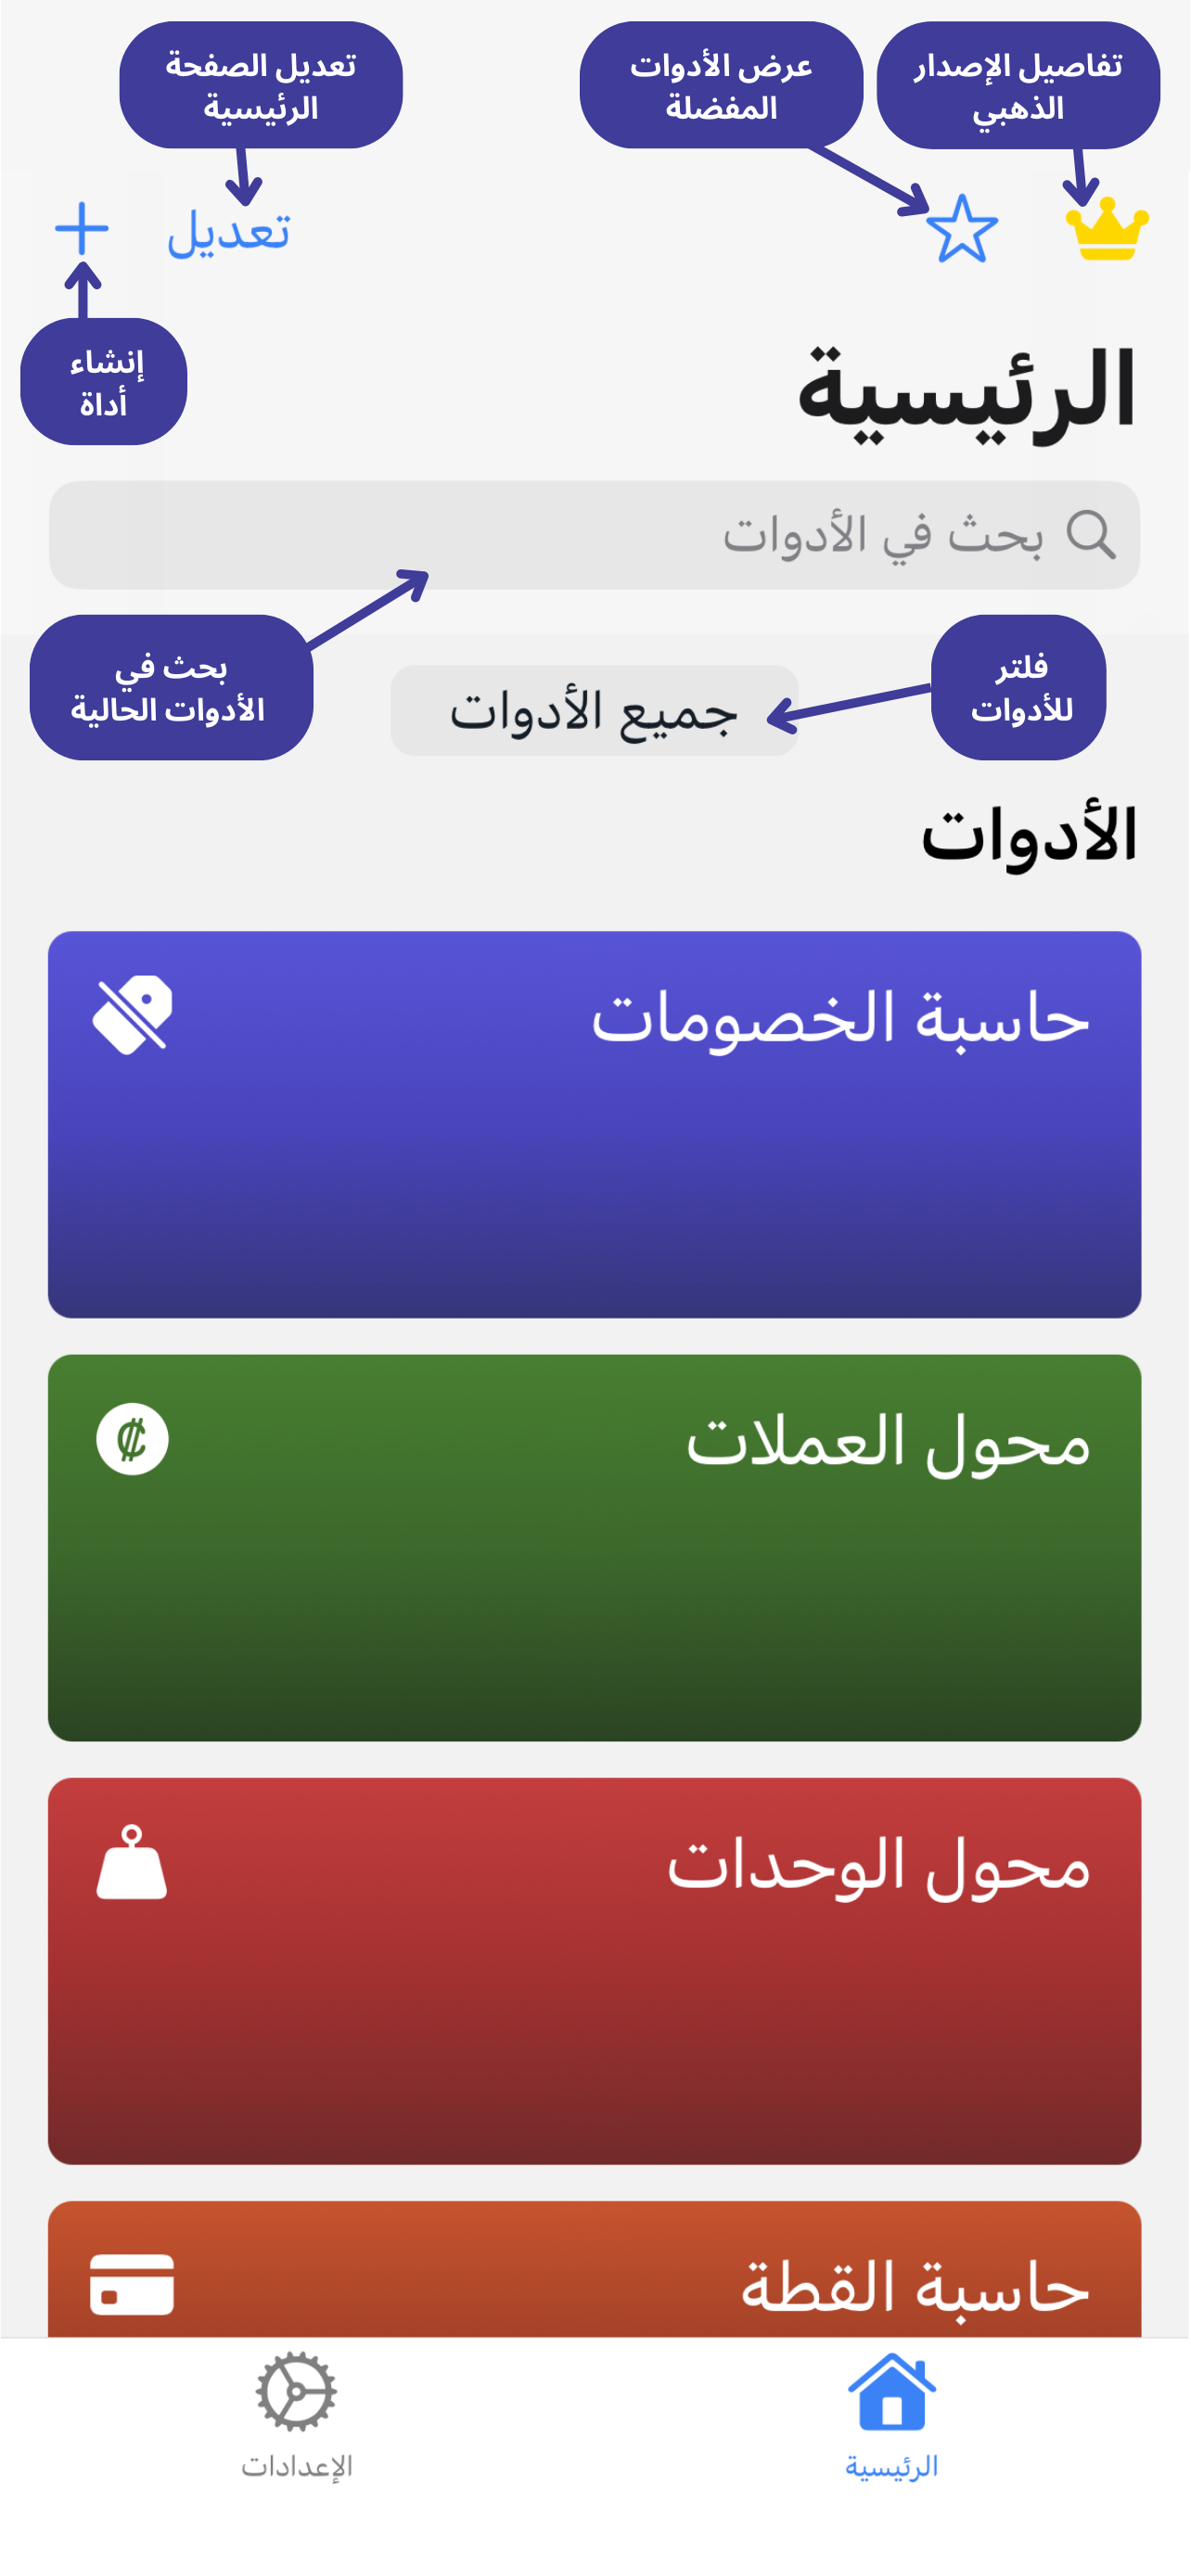 تفاصيل الإصدار
الذهبي
عرض الأدوات
المفضلة
تعديل الصفحة
الرئيسية
تعديل
إنشاء
أداة
الرئيسية
بحث في الأدوات
فلتر
للأدوات
جميع الأدوات
بحث في
الأدوات الحالية
الأدوات
حاسبة الخصومات
محول العملات
₡
محول الوحدات
حاسبة القطة
الرئيسية
الإعدادات